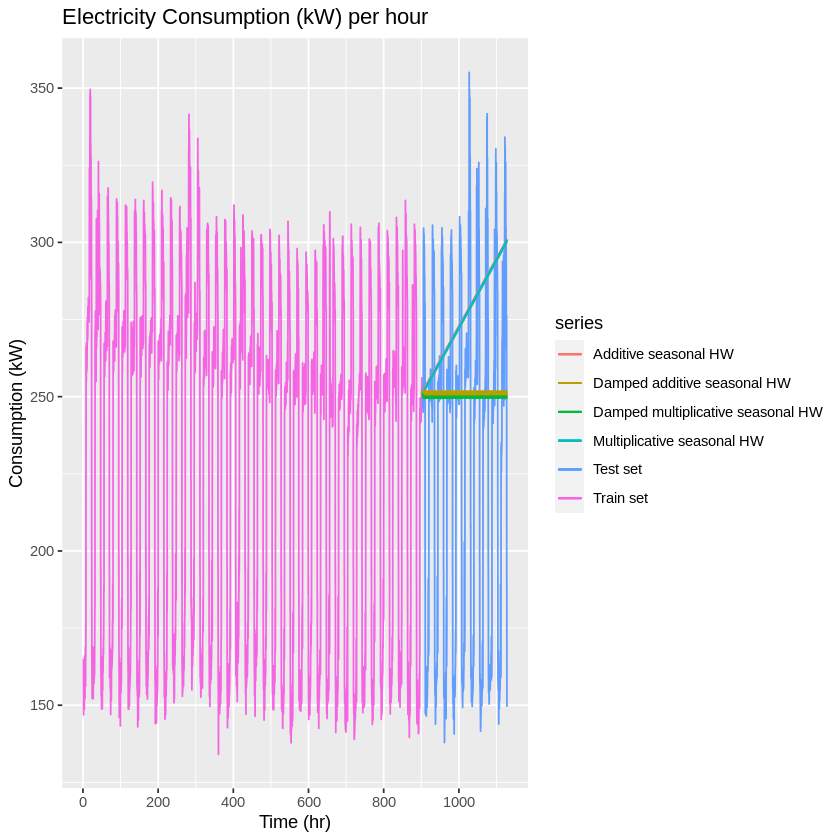 Electricity Consumption (kW) per hour
350
300
250
200
150
Consumption (kW)
0 200 400 600 800 1000
Time (hr)
series
Additive seasonal HW
Damped additive seasonal HW
Damped multiplicative seasonal HW
Multiplicative seasonal HW
Test set
Train set